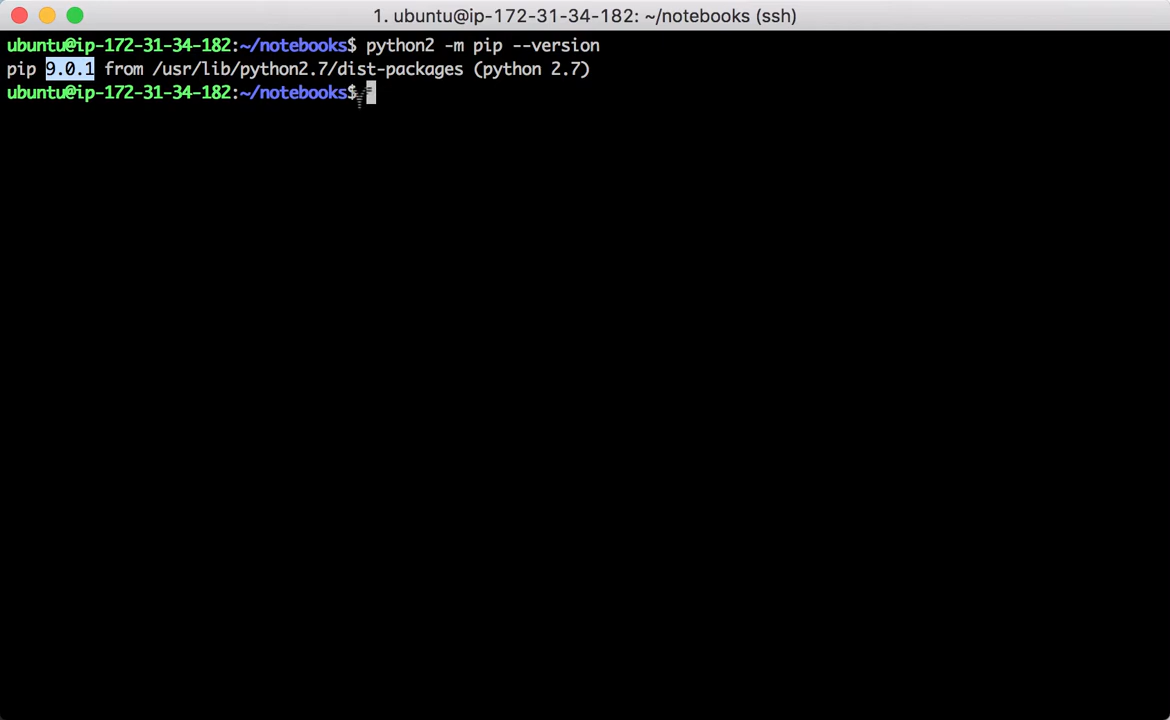 1. ubuntu@ip-172-31-34-182: ~/notebooks (ssh)
ubuntu@ip-172-31-34-182:~/notebooks$ python2 -m pip --version
pip 9.0.1 from /usr/lib/python2.7/dist-packages (python 2.7)
ubuntu@ip-172-31-34-182:~/notebooks$